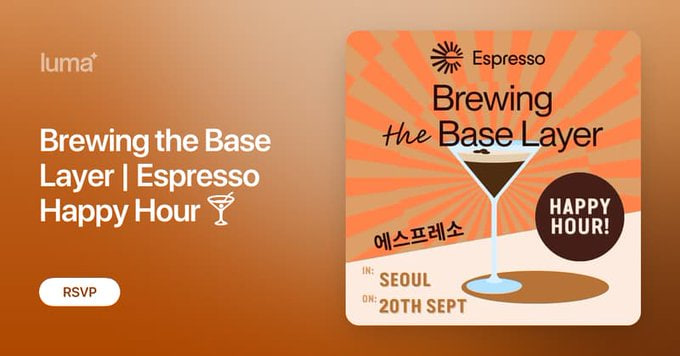 luma
Brewing the Base
Layer | Espresso
Happy Hour 🍸
RSVP
Espresso
Brewing
the Base Layer
HAPPY
HOUR!
에스프레소
IN: SEOUL
ON: 20TH SEPT